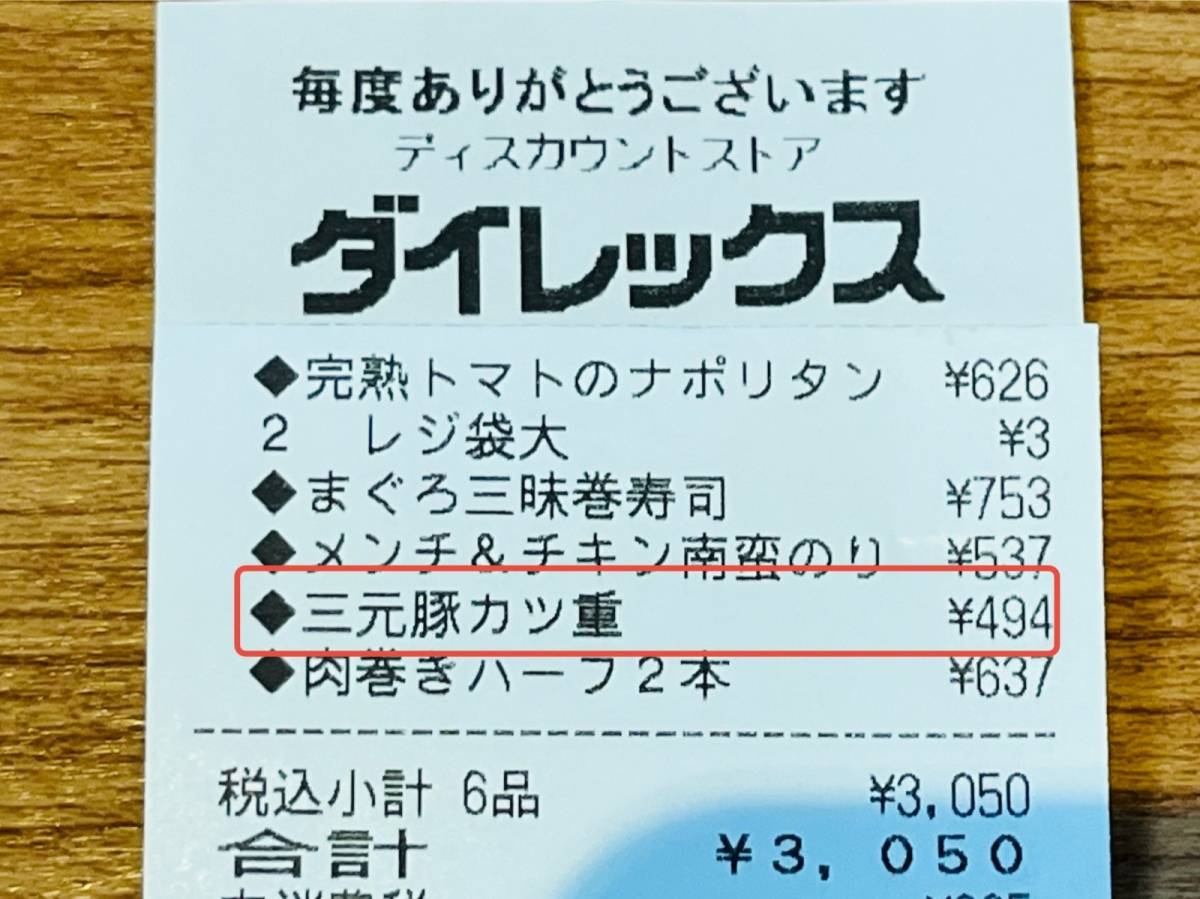 毎度ありがとうございます
ディスカウントストア
ダイレックス
◆完熟トマトのナポリタン ¥626
2 レジ袋大 ¥3
◆まぐろ三昧巻寿司 ¥753
◆メンチ&チキン南蛮のり ¥537
◆三元豚カツ重 ¥494
◆肉巻きハーフ2本 ¥637
税込小計 6品 ¥3,050
合計 ¥3,050